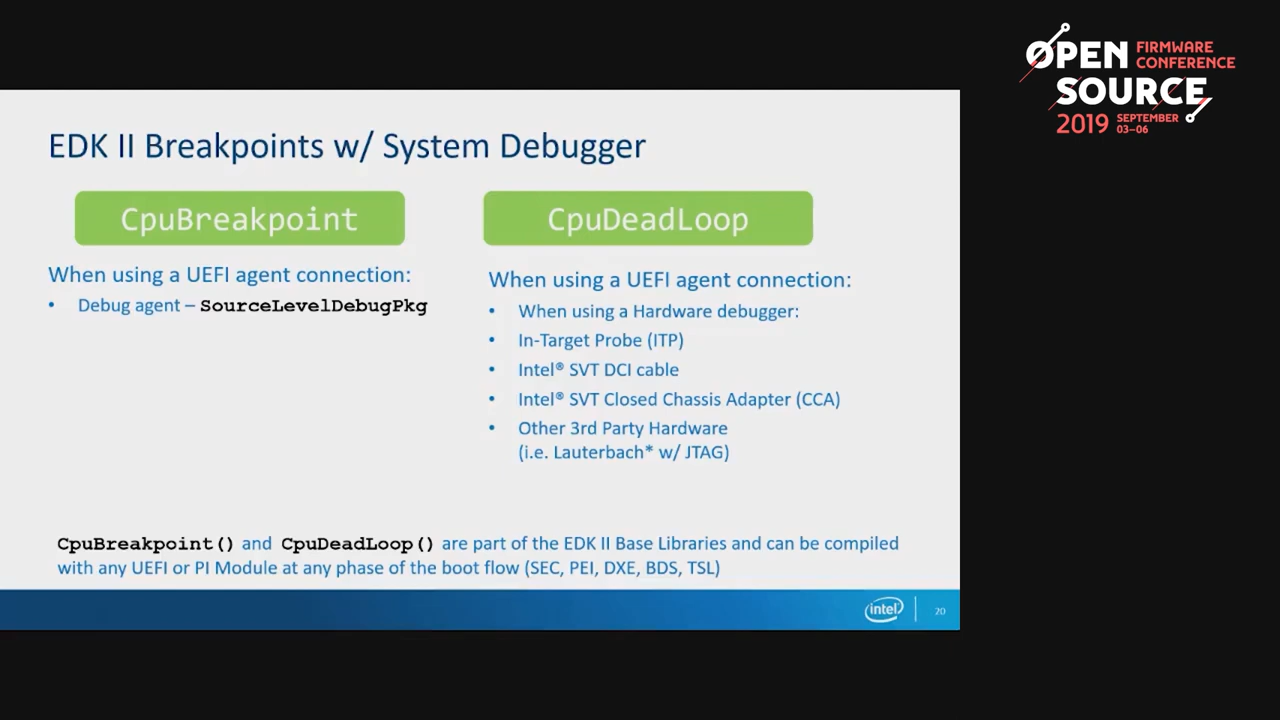 OPEN FIRMWARE
CONFERENCE
SOURCE
2019 SEPTEMBER
03–06
EDK II Breakpoints w/ System Debugger
CpuBreakpoint
When using a UEFI agent connection:
• Debug agent – SourceLevelDebugPkg
CpuDeadLoop
When using a UEFI agent connection:
• When using a Hardware debugger:
• In-Target Probe (ITP)
• Intel® SVT DCI cable
• Intel® SVT Closed Chassis Adapter (CCA)
• Other 3rd Party Hardware
(i.e. Lauterbach* w/ JTAG)
CpuBreakpoint() and CpuDeadLoop() are part of the EDK II Base Libraries and can be compiled
with any UEFI or PI Module at any phase of the boot flow (SEC, PEI, DXE, BDS, TSL)
intel 20